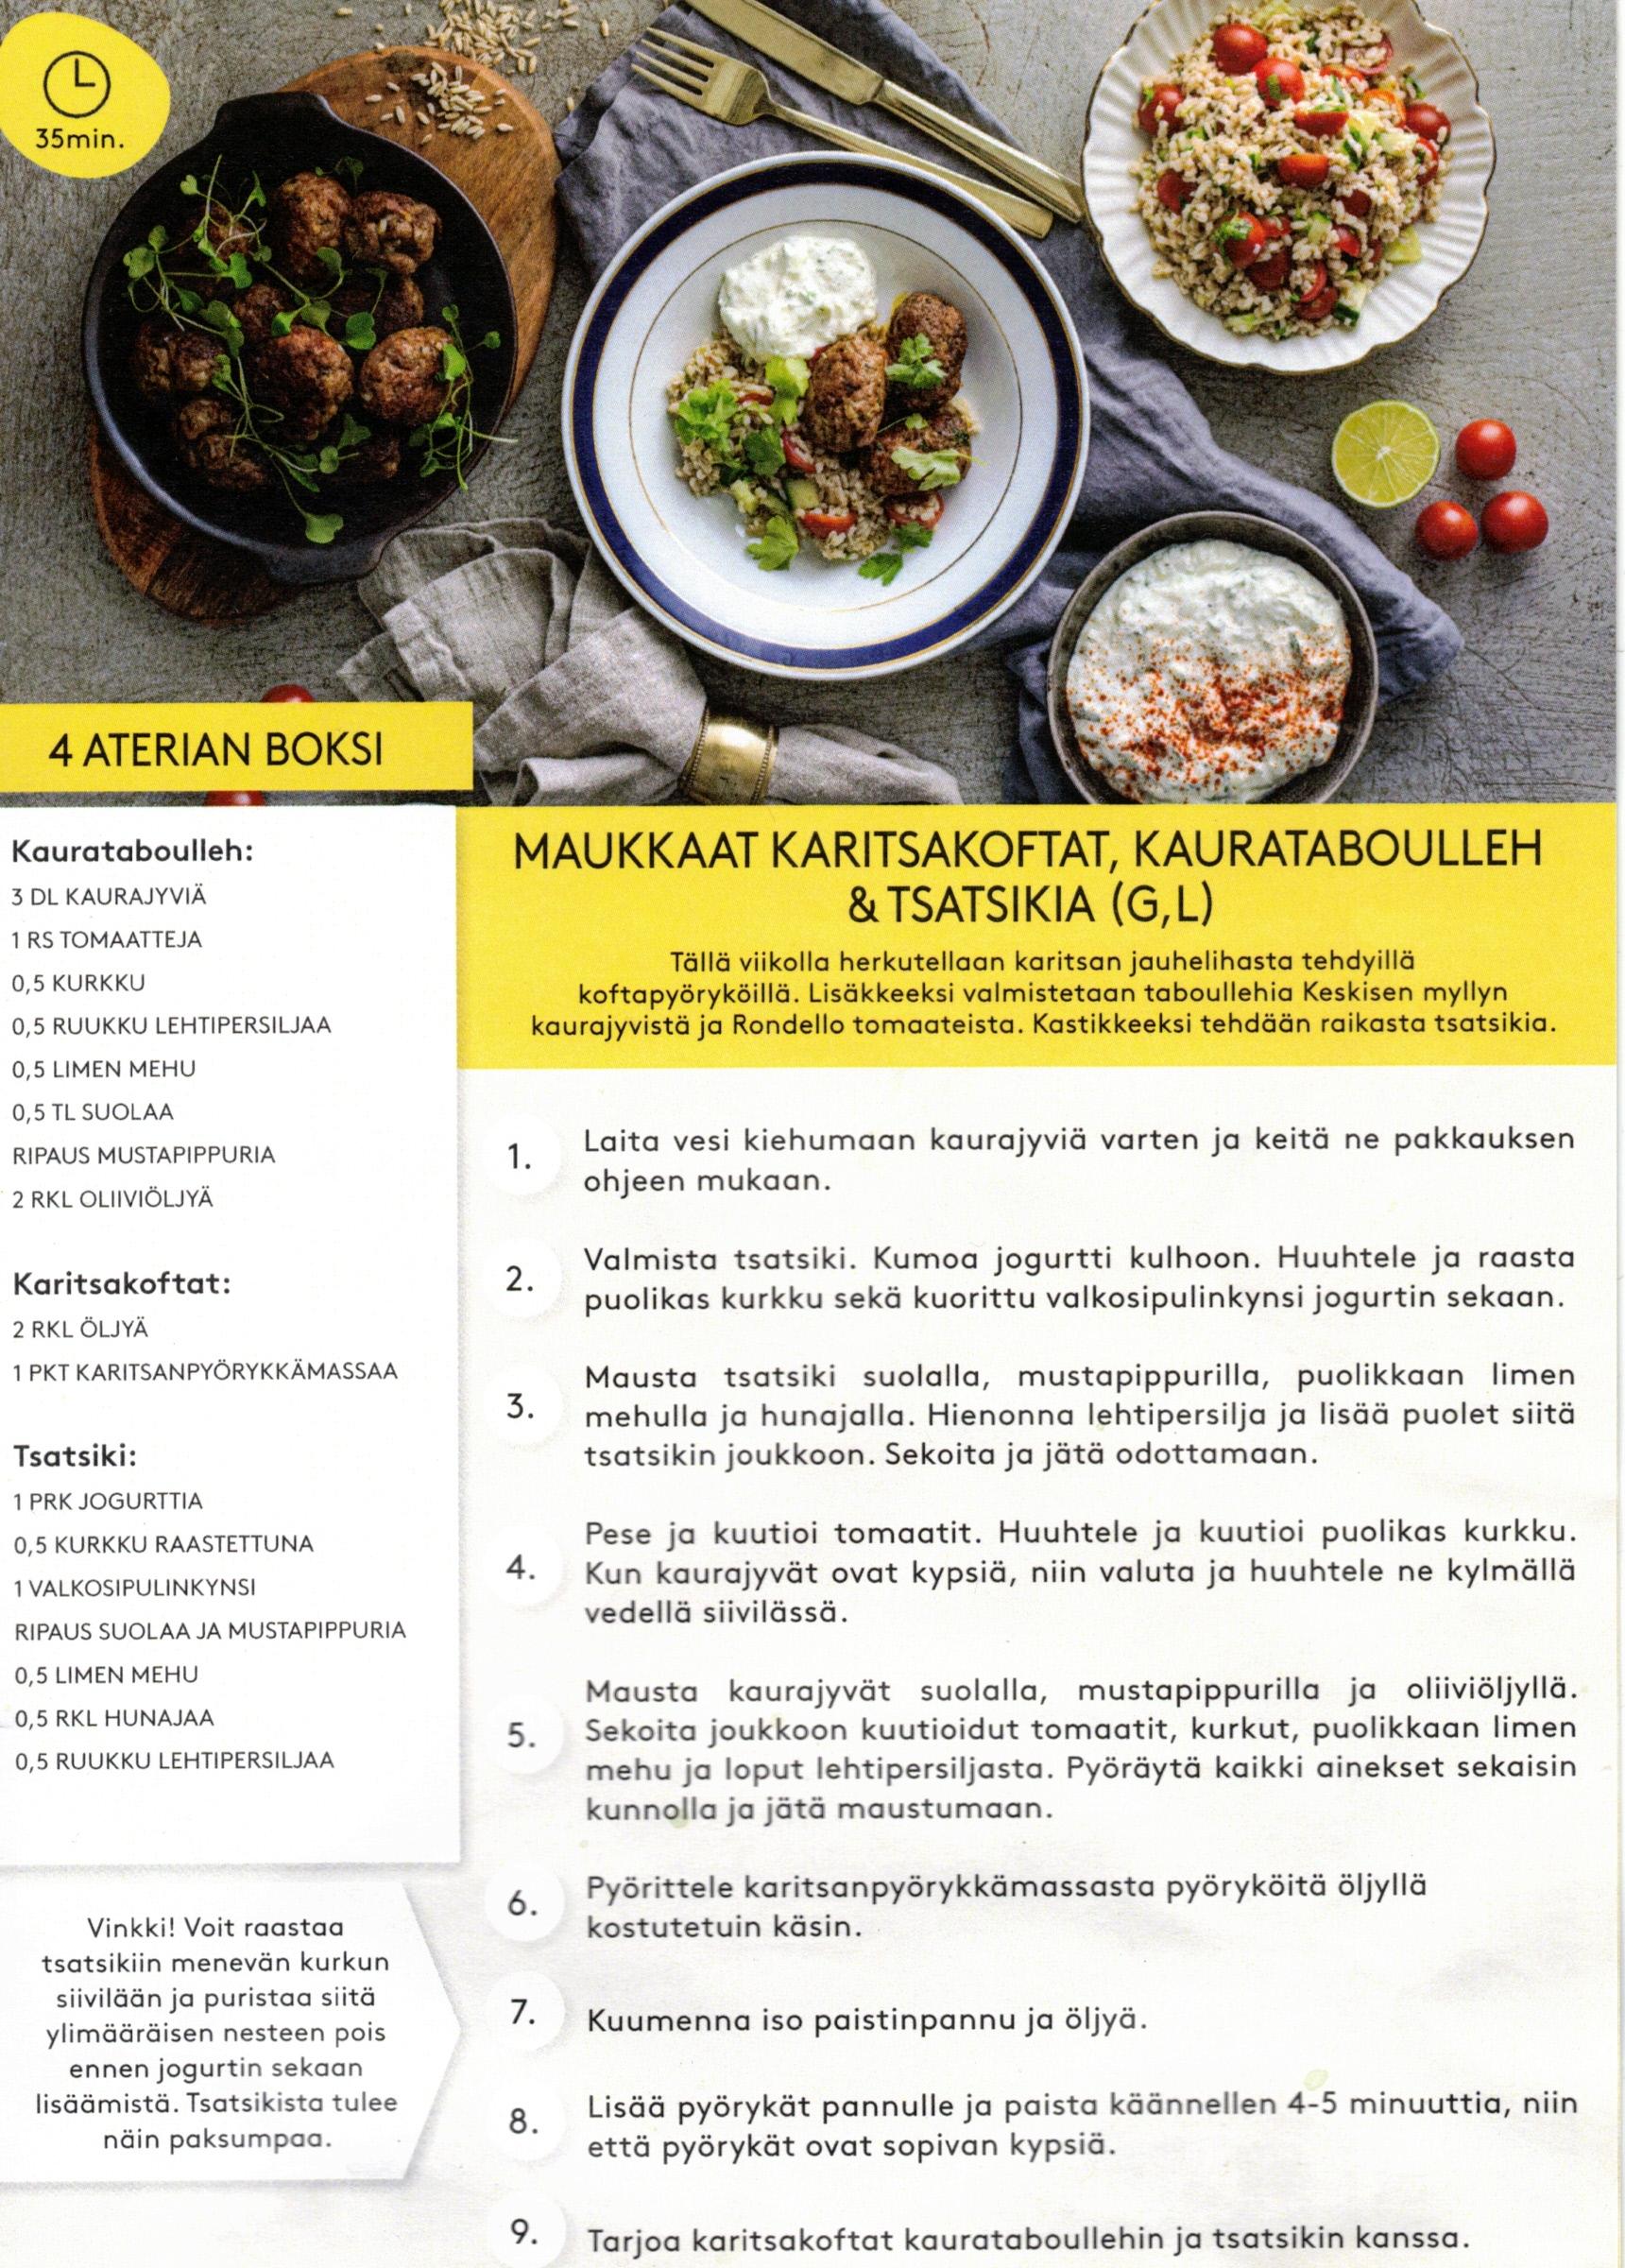 35min.
4 ATERIAN BOKSI
Kaurataboulleh:
3 DL KAURAJYVIÄ
1 RS TOMAATTEJA
0,5 KURKKU
0,5 RUUKKU LEHTIPERSILJAA
0,5 LIMEN MEHU
0,5 TL SUOLAA
RIPAUS MUSTAPIPPURIA
2 RKL OLIIVIÖLJYÄ
Karitsakoftat:
2 RKL ÖLJYÄ
1 PKT KARITSANPYÖRYKKÄMASSAA
Tsatsiki:
1 PRK JOGURTTIA
0,5 KURKKU RAASTETTUNA
1 VALKOSIPULINKYNSI
RIPAUS SUOLAA JA MUSTAPIPPURIA
0,5 LIMEN MEHU
0,5 RKL HUNAJAA
0,5 RUUKKU LEHTIPERSILJAA
Vinkki! Voit raastaa
tsatsikiin menevän kurkun
siivilään ja puristaa siitä
ylimääräisen nesteen pois
ennen jogurtin sekaan
lisäämistä. Tsatsikista tulee
näin paksumpaa.
MAUKKAAT KARITSAKOFTAT, KAURATABOULLEH
& TSATSIKIA (G,L)
Tällä viikolla herkutellaan karitsan jauhelihasta tehdyillä
koftapyöryköillä. Lisäkkeeksi valmistetaan taboullehia Keskisen myllyn
kaurajyvistä ja Rondello tomaateista. Kastikkeeksi tehdään raikasta tsatsikia.
1. Laita vesi kiehumaan kaurajyviä varten ja keitä ne pakkauksen
ohjeen mukaan.
2. Valmista tsatsiki. Kumoa jogurtti kulhoon. Huuhtele ja raasta
puolikas kurkku sekä kuorittu valkosipulinkynsi jogurtin sekaan.
3. Mausta tsatsiki suolalla, mustapippurilla, puolikkaan limen
mehulla ja hunajalla. Hienonna lehtipersilja ja lisää puolet siitä
tsatsikin joukkoon. Sekoita ja jätä odottamaan.
4. Pese ja kuutioi tomaatit. Huuhtele ja kuutioi puolikas kurkku.
Kun kaurajyvät ovat kypsiä, niin valuta ja huuhtele ne kylmällä
vedellä siivilässä.
5. Mausta kaurajyvät suolalla, mustapippurilla ja oliiviöljyllä.
Sekoita joukkoon kuutioidut tomaatit, kurkut, puolikkaan limen
mehu ja loput lehtipersiljasta. Pyöräytä kaikki ainekset sekaisin
kunnolla ja jätä maustumaan.
6. Pyörittele karitsanpyörykkämassasta pyöryköitä öljyllä
kostutetuin käsin.
7. Kuumenna iso paistinpannu ja öljyä.
8. Lisää pyörykät pannulle ja paista käännellen 4-5 minuuttia, niin
että pyörykät ovat sopivan kypsiä.
9. Tarjoa karitsakoftat kaurataboullehin ja tsatsikin kanssa.